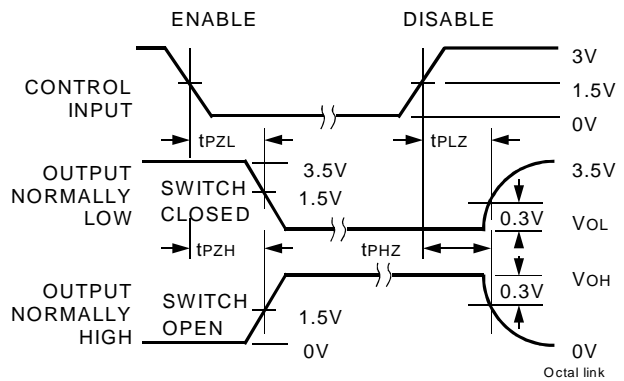 ENABLE DISABLE
CONTROL
INPUT
3V
1.5V
0V
tPZL tPLZ
OUTPUT
NORMALLY
LOW
SWITCH
CLOSED
3.5V
1.5V
3.5V
0.3V
VOL
tPZH tPHZ
OUTPUT
NORMALLY
HIGH
SWITCH
OPEN
1.5V
0V
VOH
0.3V
0V
Octal link